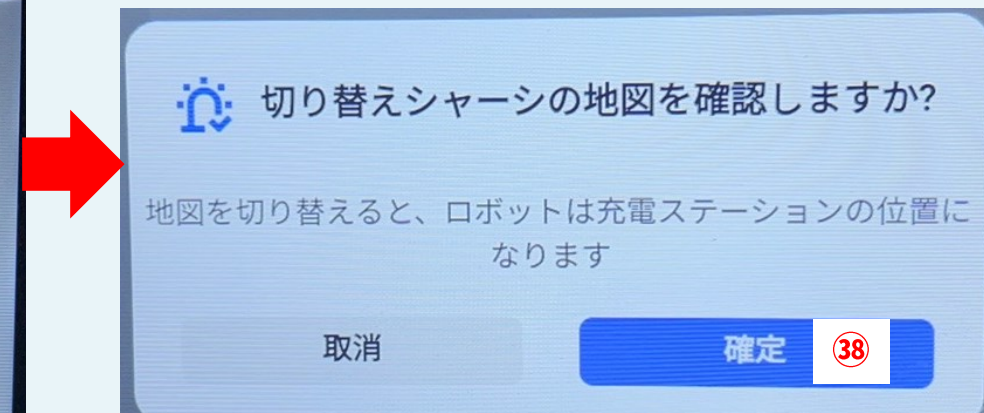 切り替えシャーシの地図を確認しますか?
地図を切り替えると、ロボットは充電ステーションの位置に
なります
取消
確定
㊳